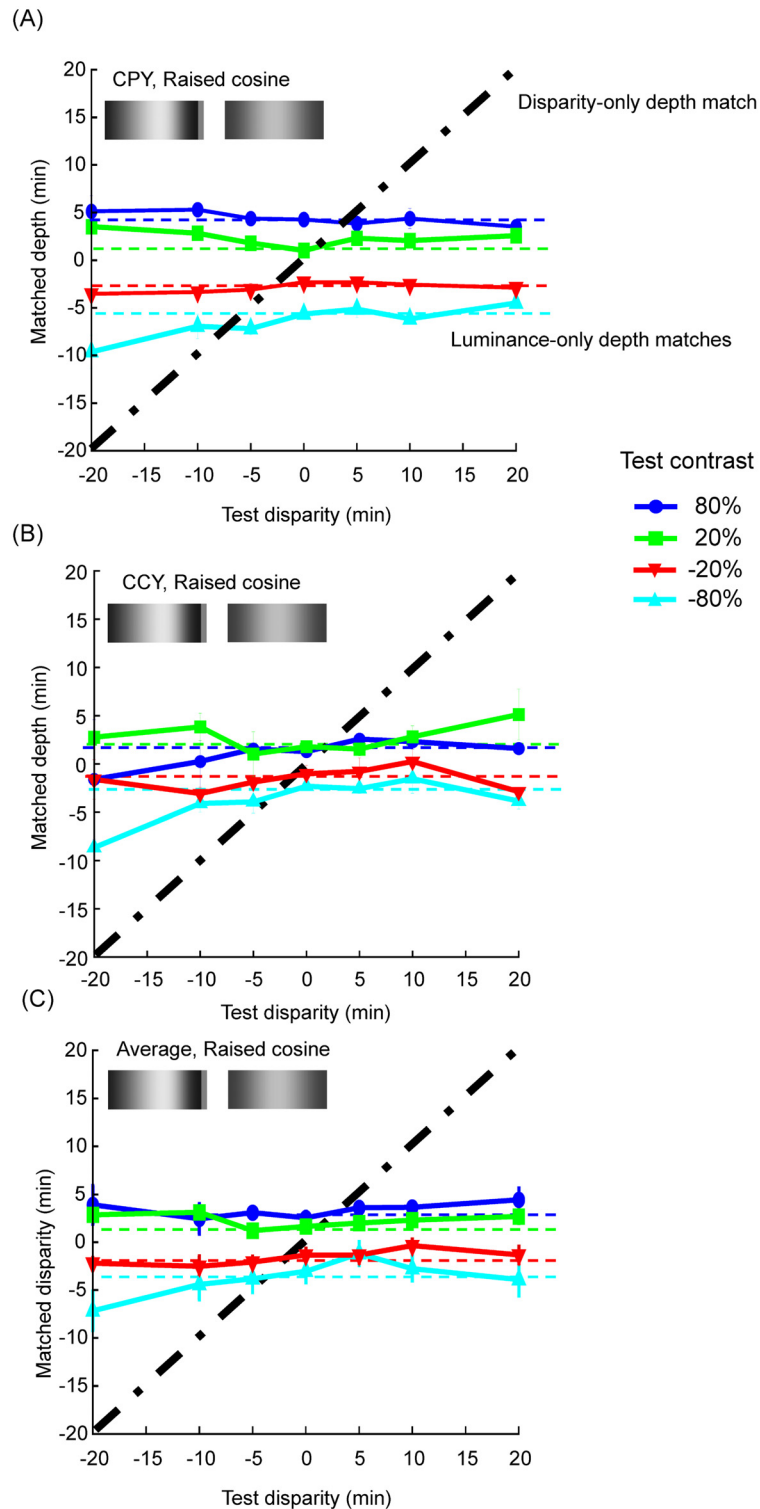 (A)
20
15
10
5
0
-5
-10
-15
-20
Matched depth (min)
CPY, Raised cosine
Disparity-only depth match
Luminance-only depth matches
-20 -15 -10 -5 0 5 10 15 20
Test disparity (min)
Test contrast
80%
20%
-20%
-80%
(B)
20
15
10
5
0
-5
-10
-15
-20
Matched depth (min)
CCY, Raised cosine
-20 -15 -10 -5 0 5 10 15 20
Test disparity (min)
(C)
20
15
10
5
0
-5
-10
-15
-20
Matched disparity (min)
Average, Raised cosine
-20 -15 -10 -5 0 5 10 15 20
Test disparity (min)